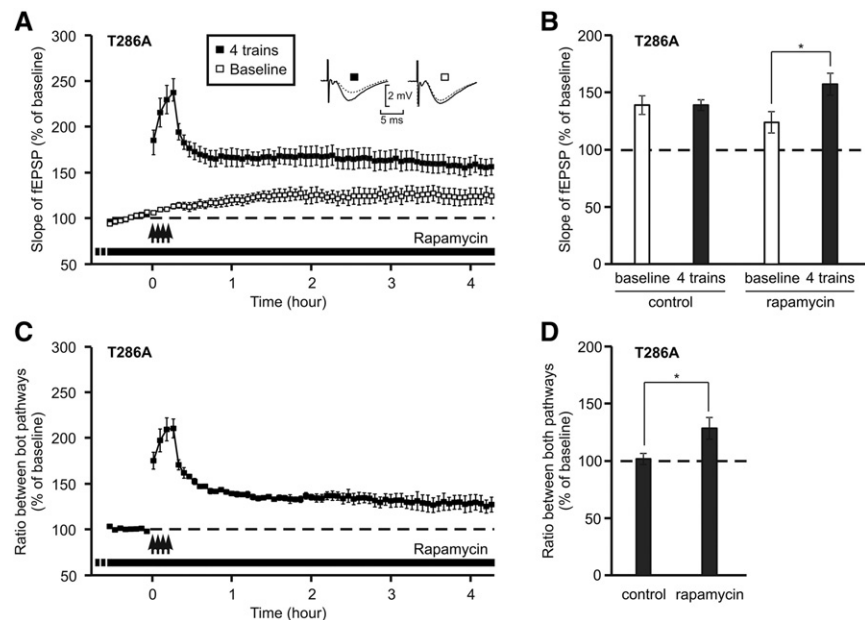 A
T286A
4 trains
Baseline
2 mV
5 ms
Slope of fEPSP (% of baseline)
300
250
200
150
100
50
Rapamycin
0
1
2
3
4
Time (hour)
B
T286A
*
Slope of fEPSP (% of baseline)
200
150
100
50
0
baseline 4 trains baseline 4 trains
control rapamycin
C
T286A
Ratio between bot pathways
(% of baseline)
300
250
200
150
100
50
Rapamycin
0
1
2
3
4
Time (hour)
D
T286A
*
Ratio between both pathways
(% of baseline)
200
150
100
50
0
control rapamycin